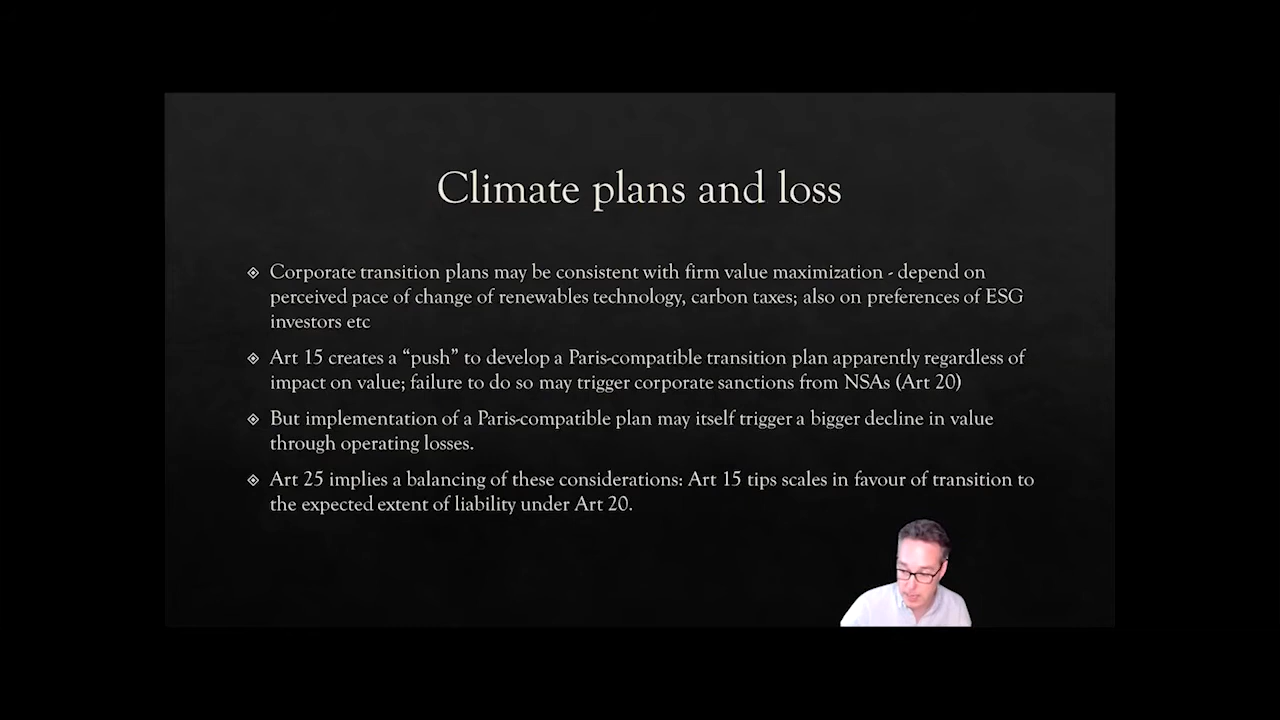 Climate plans and loss
Corporate transition plans may be consistent with firm value maximization - depend on
perceived pace of change of renewables technology, carbon taxes; also on preferences of ESG
investors etc
Art 15 creates a “push” to develop a Paris-compatible transition plan apparently regardless of
impact on value; failure to do so may trigger corporate sanctions from NSAs (Art 20)
But implementation of a Paris-compatible plan may itself trigger a bigger decline in value
through operating losses.
Art 25 implies a balancing of these considerations: Art 15 tips scales in favour of transition to
the expected extent of liability under Art 20.